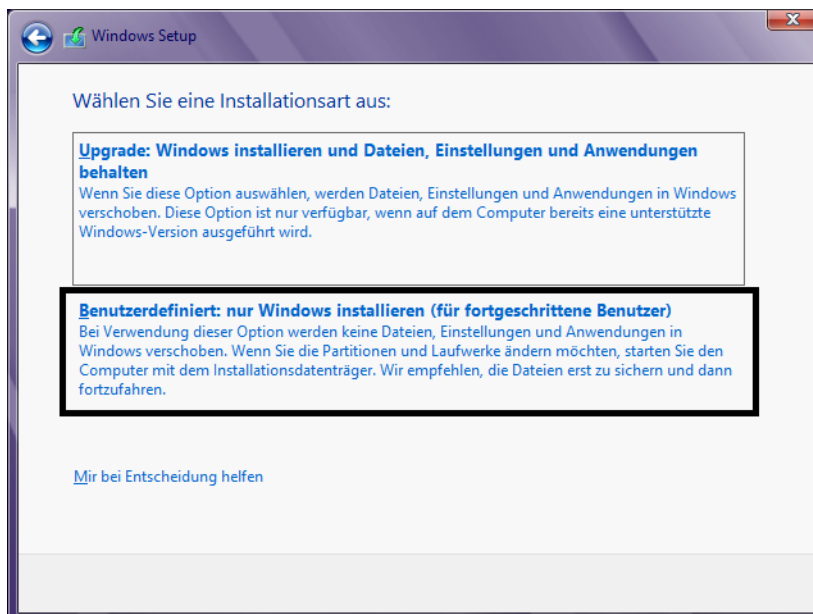 Windows Setup
Wählen Sie eine Installationsart aus:
Upgrade: Windows installieren und Dateien, Einstellungen und Anwendungen
behalten
Wenn Sie diese Option auswählen, werden Dateien, Einstellungen und Anwendungen in Windows
verschoben. Diese Option ist nur verfügbar, wenn auf dem Computer bereits eine unterstützte
Windows-Version ausgeführt wird.
Benutzerdefiniert: nur Windows installieren (für fortgeschrittene Benutzer)
Bei Verwendung dieser Option werden keine Dateien, Einstellungen und Anwendungen in
Windows verschoben. Wenn Sie die Partitionen und Laufwerke ändern möchten, starten Sie den
Computer mit dem Installationsdatenträger. Wir empfehlen, die Dateien erst zu sichern und dann
fortzufahren.
Mir bei Entscheidung helfen